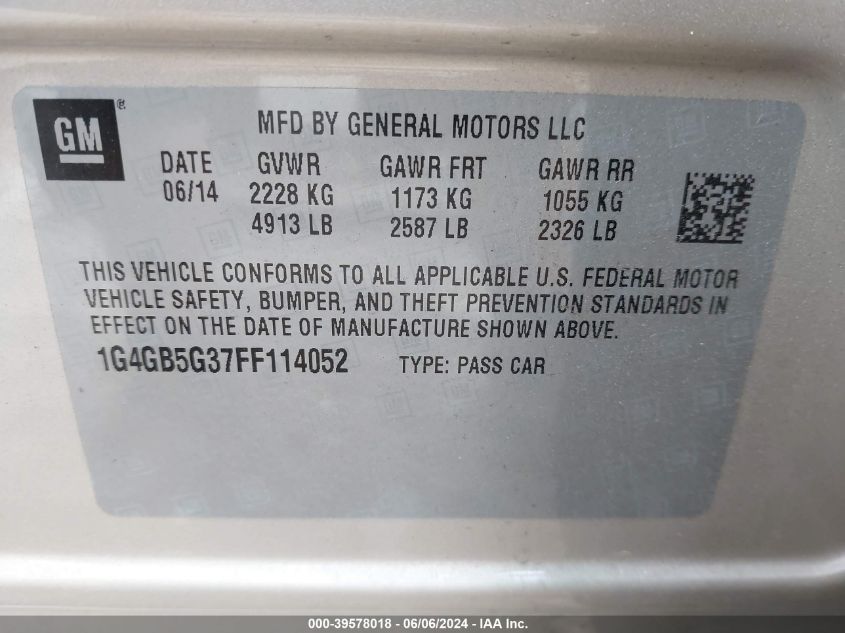 GM ®
MFD BY GENERAL MOTORS LLC
DATE GVWR GAWR FRT GAWR RR
06/14 2228 KG 1173 KG 1055 KG
4913 LB 2587 LB 2326 LB
THIS VEHICLE CONFORMS TO ALL APPLICABLE U.S. FEDERAL MOTOR
VEHICLE SAFETY, BUMPER, AND THEFT PREVENTION STANDARDS IN
EFFECT ON THE DATE OF MANUFACTURE SHOWN ABOVE.
1G4GB5G37FF114052 TYPE: PASS CAR
000-39578018 - 06/06/2024 - IAA Inc.